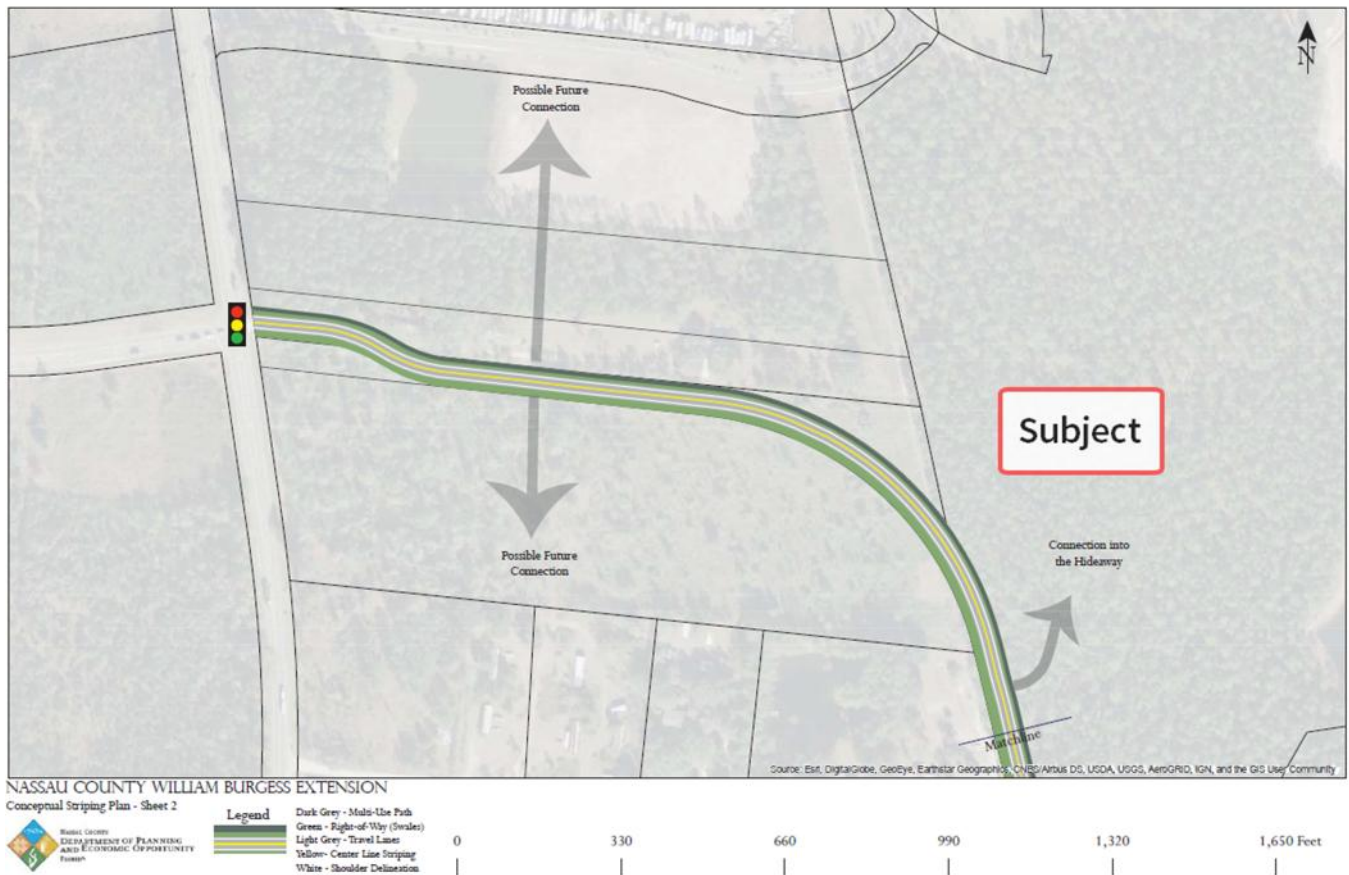 Possible Future
Connection
N
Subject
Possible Future
Connection
Connection into
the Hideaway
Matchline
Source: Esri, DigitalGlobe, GeoEye, Earthstar Geographics, CNES/Airbus DS, USDA, USGS, AeroGRID, IGN, and the GIS User Community
NASSAU COUNTY WILLIAM BURGESS EXTENSION
Conceptual Striping Plan - Sheet 2
NASSAU COUNTY
DEPARTMENT OF PLANNING
AND ECONOMIC OPPORTUNITY
FLORIDA
Legend
Dark Grey - Multi-Use Path
Green - Right-of-Way (Swales)
Light Grey - Travel Lanes
Yellow- Center Line Striping
White - Shoulder Delineation
0 330 660 990 1,320 1,650 Feet